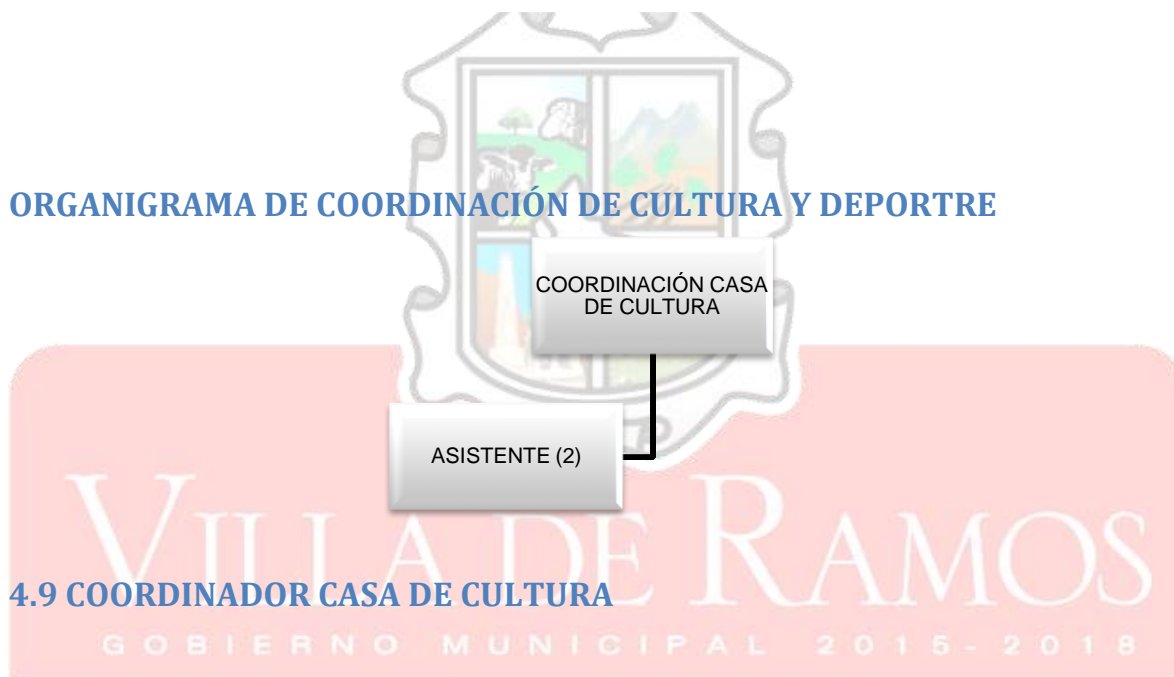 ORGANIGRAMA DE COORDINACIÓN DE CULTURA Y DEPORTRE
COORDINACIÓN CASA
DE CULTURA
ASISTENTE (2)
VILLA DE RAMOS
4.9 COORDINADOR CASA DE CULTURA
GOBIERNO MUNICIPAL 2015-2018